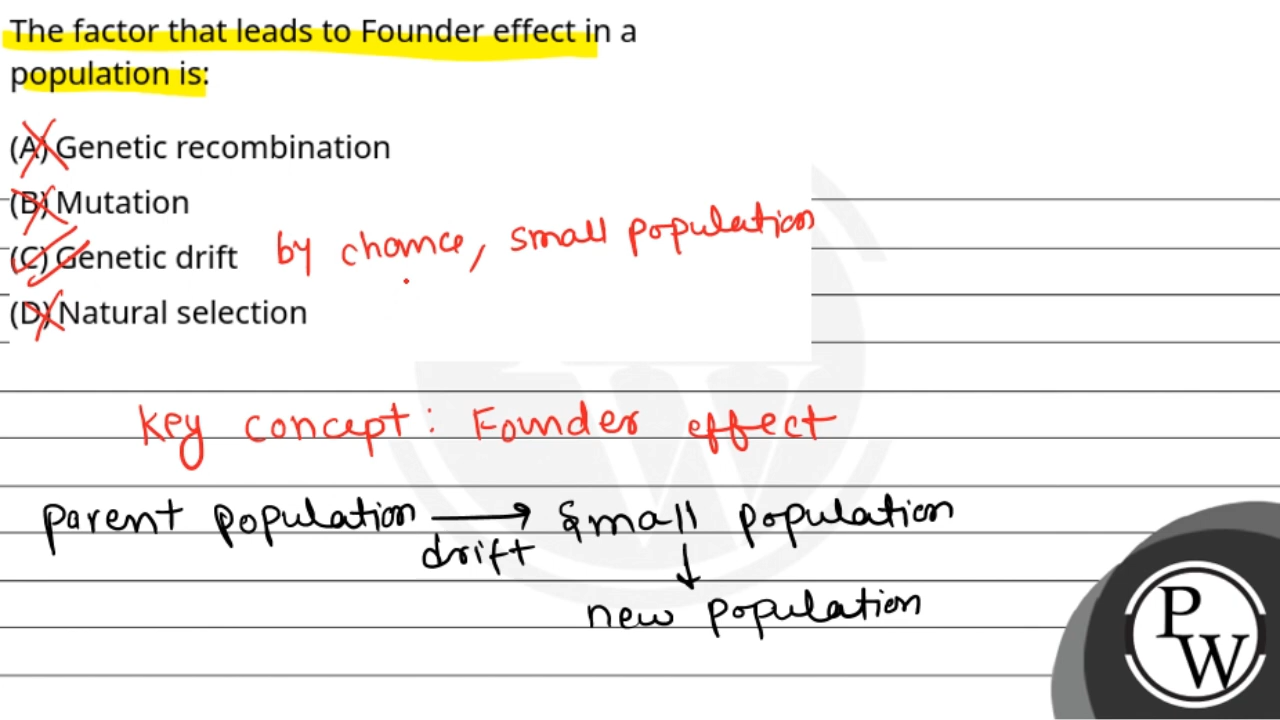 The factor that leads to Founder effect in a
population is:
(A) Genetic recombination
(B) Mutation
(C) Genetic drift by chance, small population
(D) Natural selection
Key concept: Founder effect
parent population → small population
drift ↓
new population
P
W